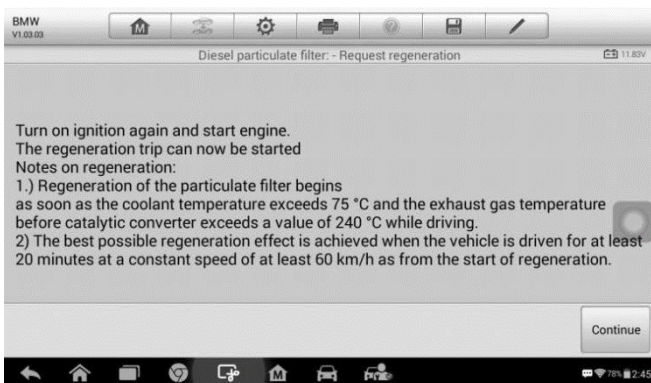 BMW
V1.03.03
Diesel particulate filter: - Request regeneration
11.83V
Turn on ignition again and start engine.
The regeneration trip can now be started
Notes on regeneration:
1.) Regeneration of the particulate filter begins
as soon as the coolant temperature exceeds 75 °C and the exhaust gas temperature
before catalytic converter exceeds a value of 240 °C while driving.
2) The best possible regeneration effect is achieved when the vehicle is driven for at least
20 minutes at a constant speed of at least 60 km/h as from the start of regeneration.
Continue
78% 2:45